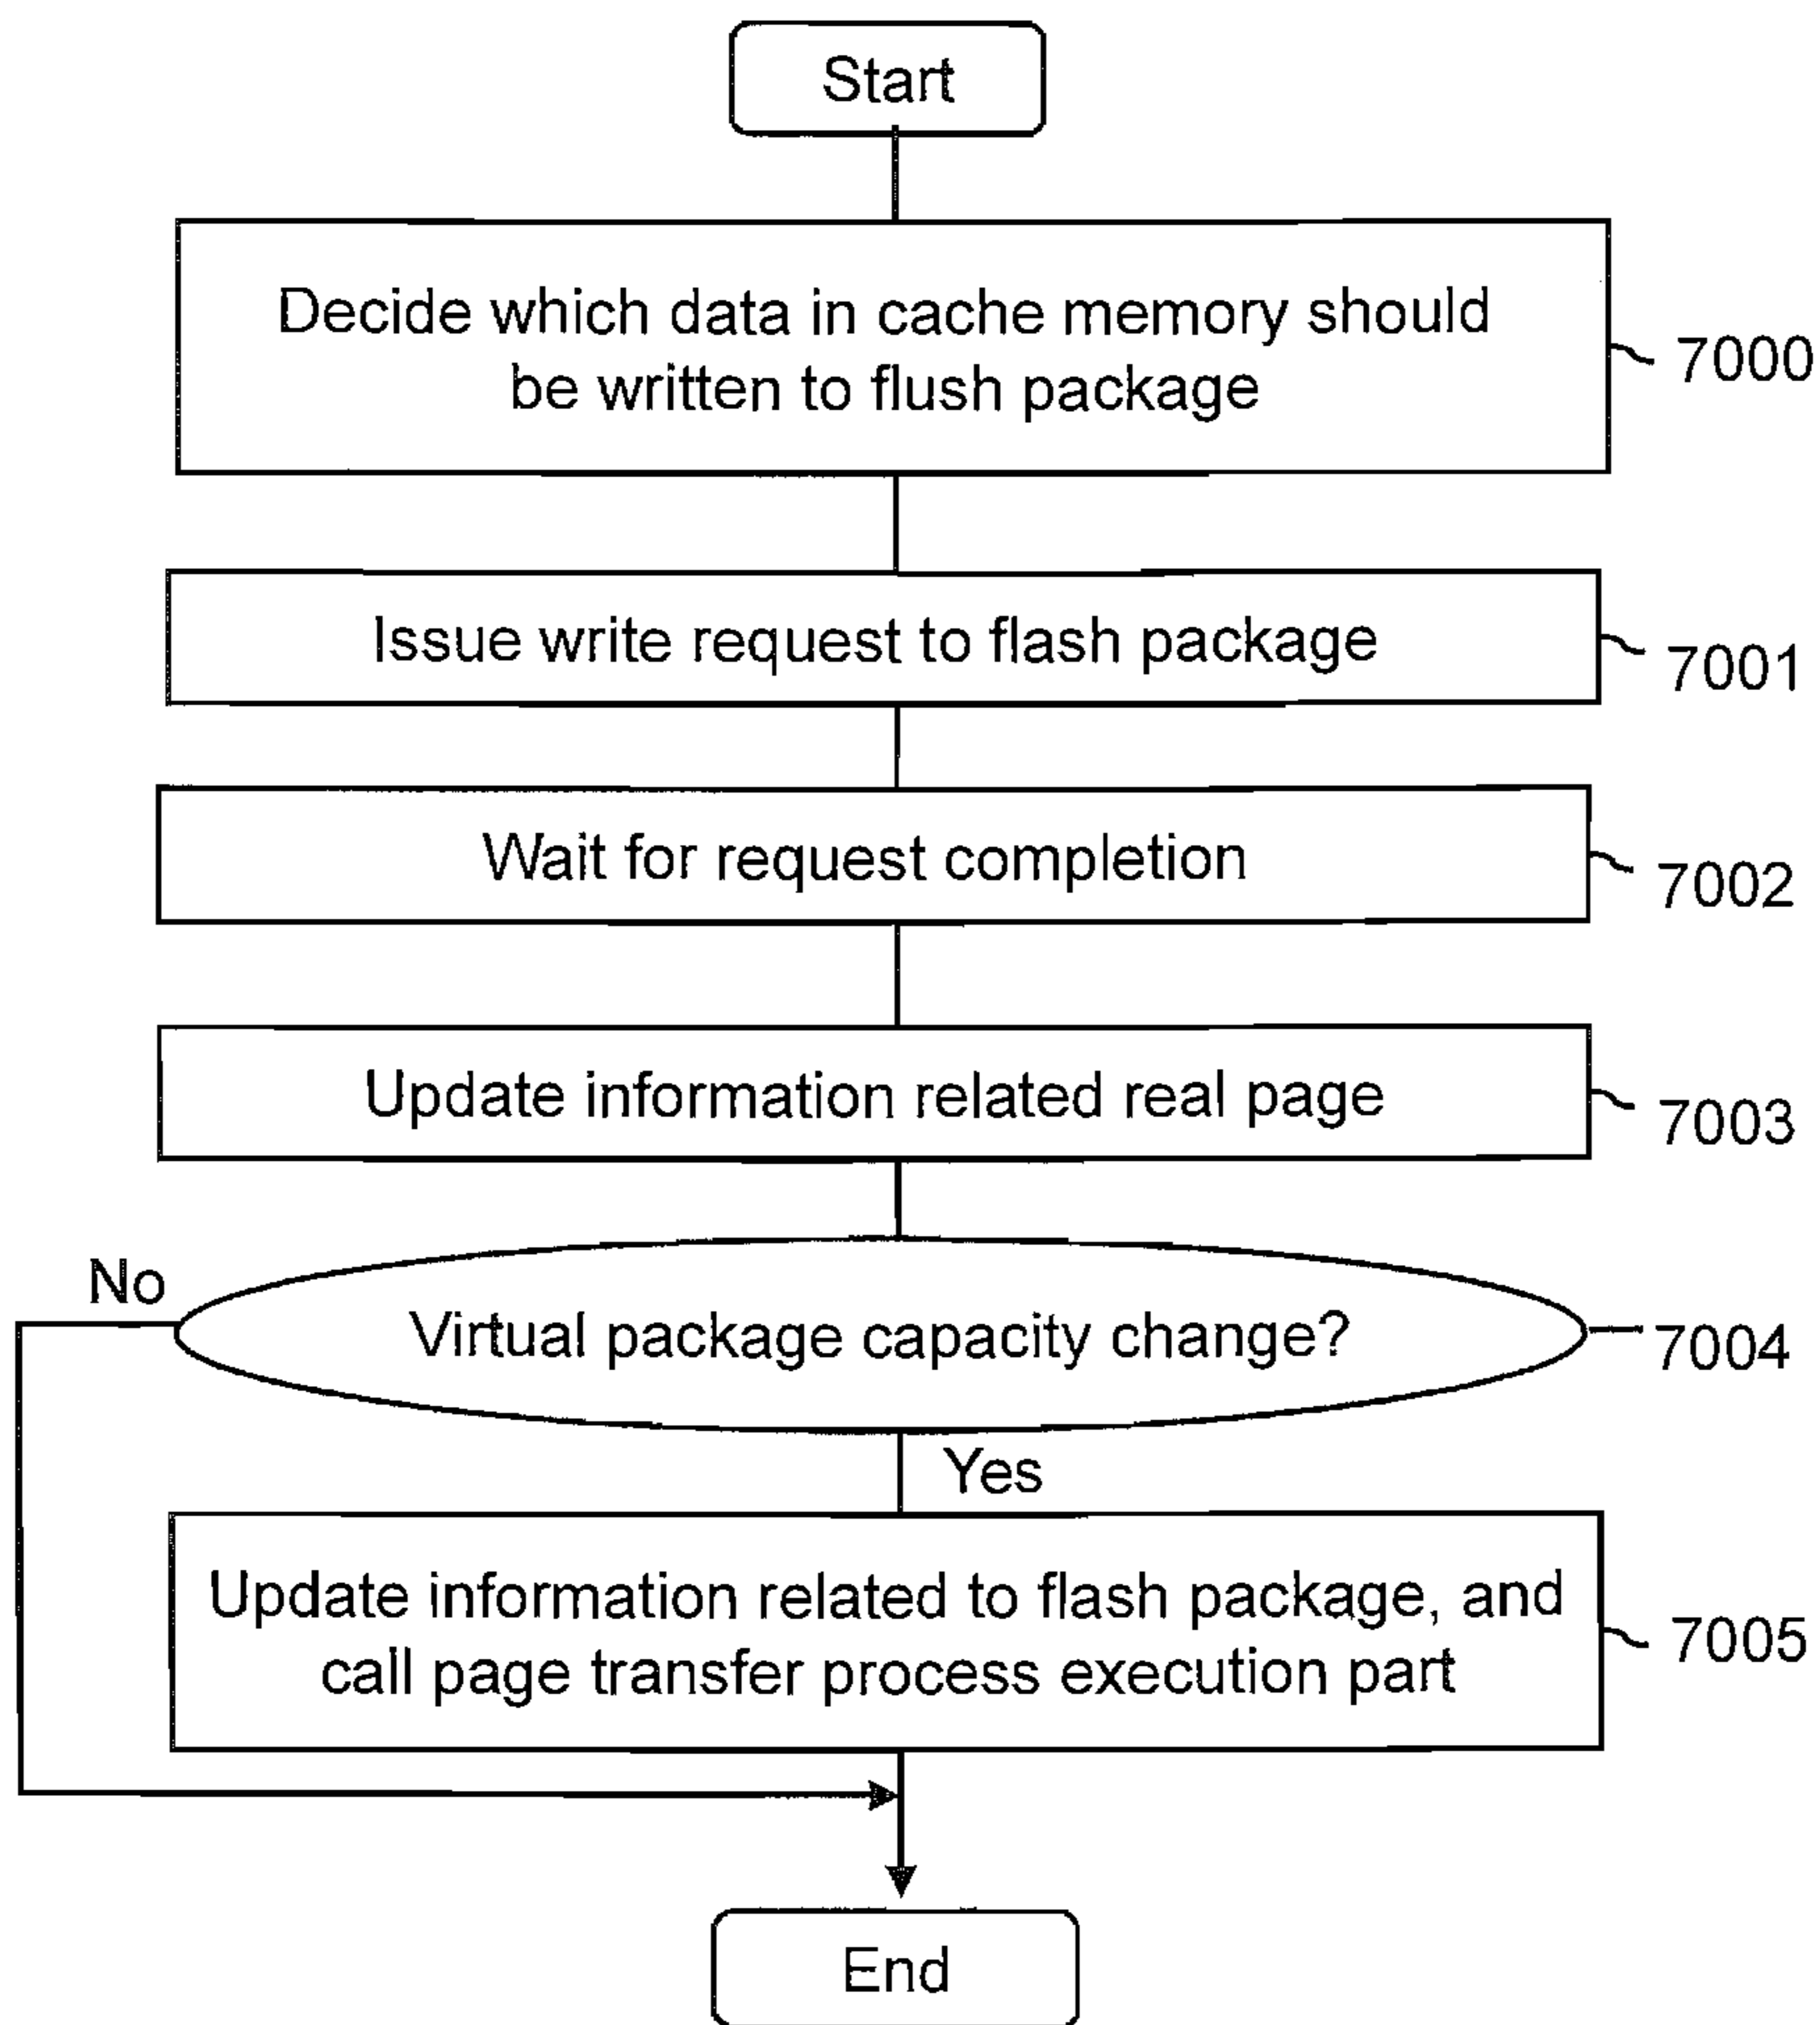 Start
Decide which data in cache memory should
be written to flush package
7000
Issue write request to flash package
7001
Wait for request completion
7002
Update information related real page
7003
No
Virtual package capacity change?
7004
Yes
Update information related to flash package, and
call page transfer process execution part
7005
End